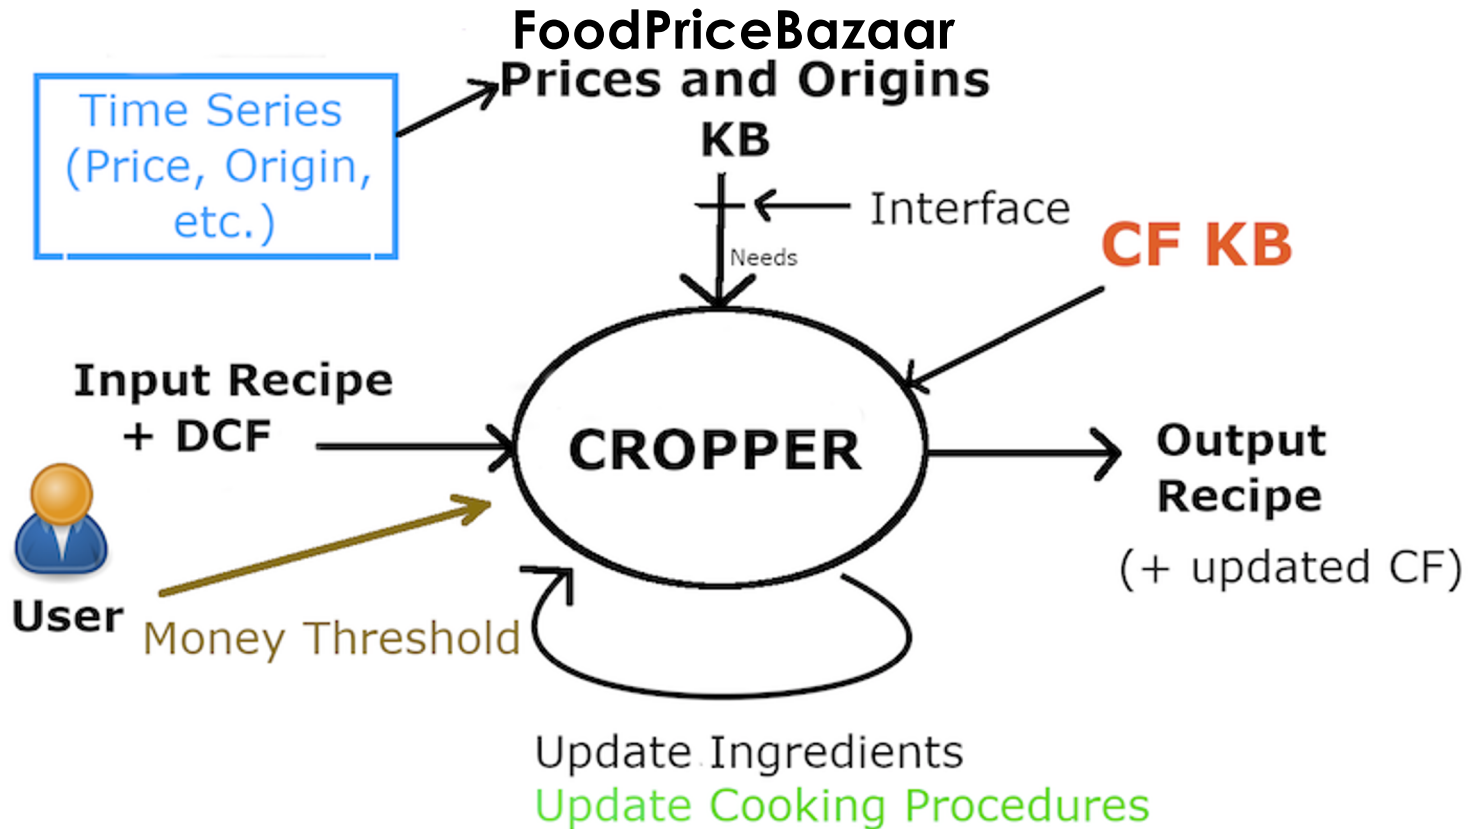 FoodPriceBazaar
Prices and Origins
KB
Time Series
(Price, Origin,
etc.)
Interface
Needs
CF KB
Input Recipe
+ DCF
CROPPER
Output
Recipe
(+ updated CF)
User
Money Threshold
Update Ingredients
Update Cooking Procedures